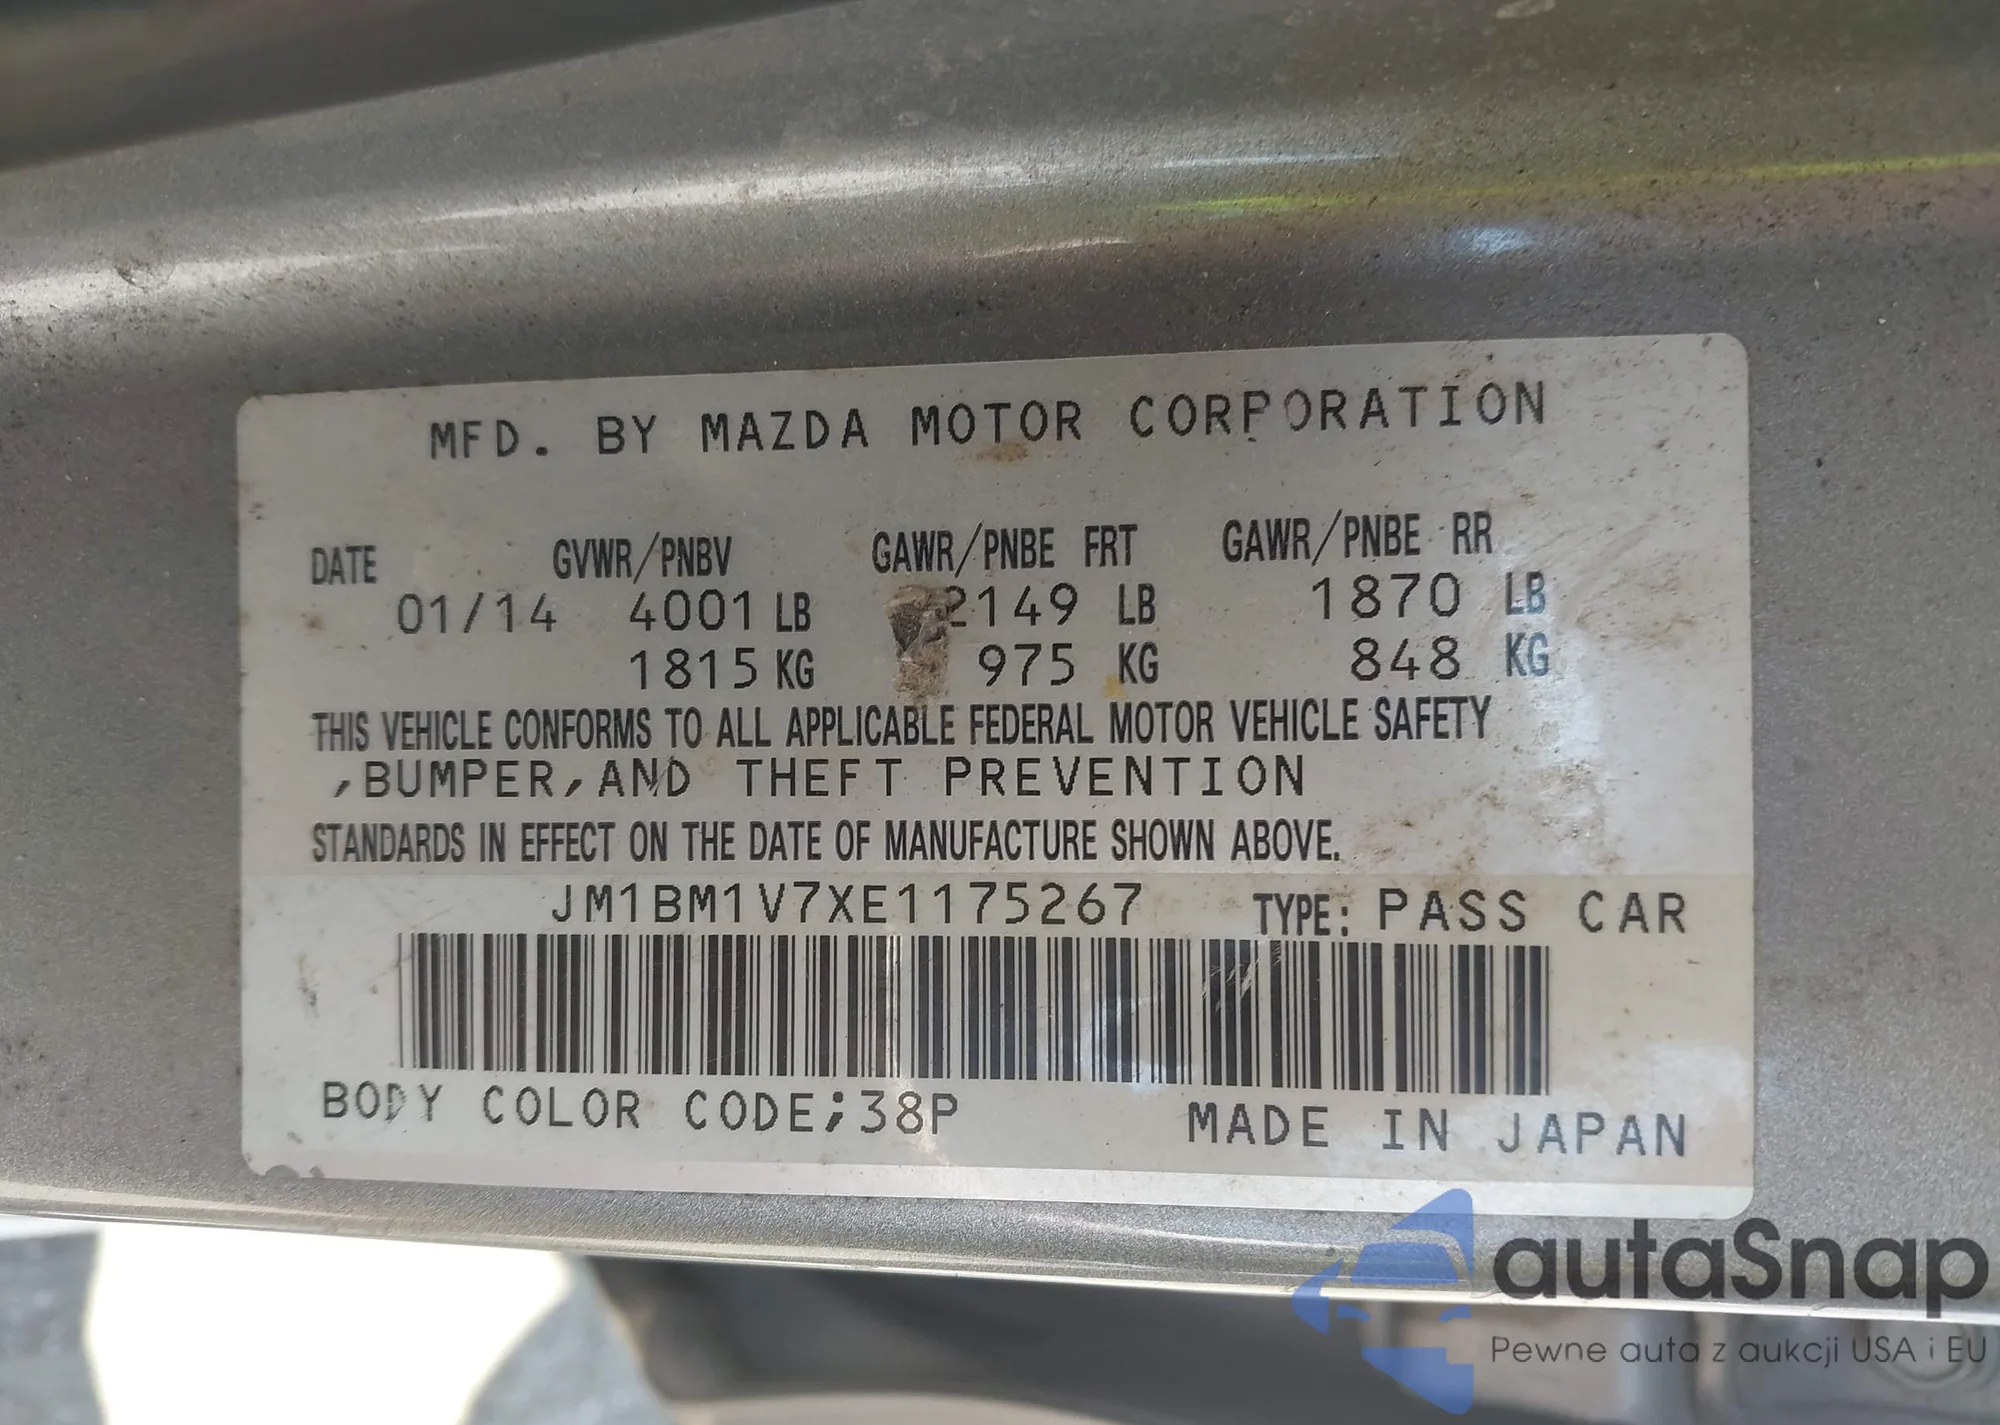 MFD. BY MAZDA MOTOR CORPORATION
DATE GVWR/PNBV GAWR/PNBE FRT GAWR/PNBE RR
01/14 4001 LB 2149 LB 1870 LB
1815 KG 975 KG 848 KG
THIS VEHICLE CONFORMS TO ALL APPLICABLE FEDERAL MOTOR VEHICLE SAFETY
,BUMPER,AND THEFT PREVENTION
STANDARDS IN EFFECT ON THE DATE OF MANUFACTURE SHOWN ABOVE.
JM1BM1V7XE1175267 TYPE: PASS CAR
BODY COLOR CODE;38P MADE IN JAPAN
autaSnap
Pewne auta z aukcji USA i EU